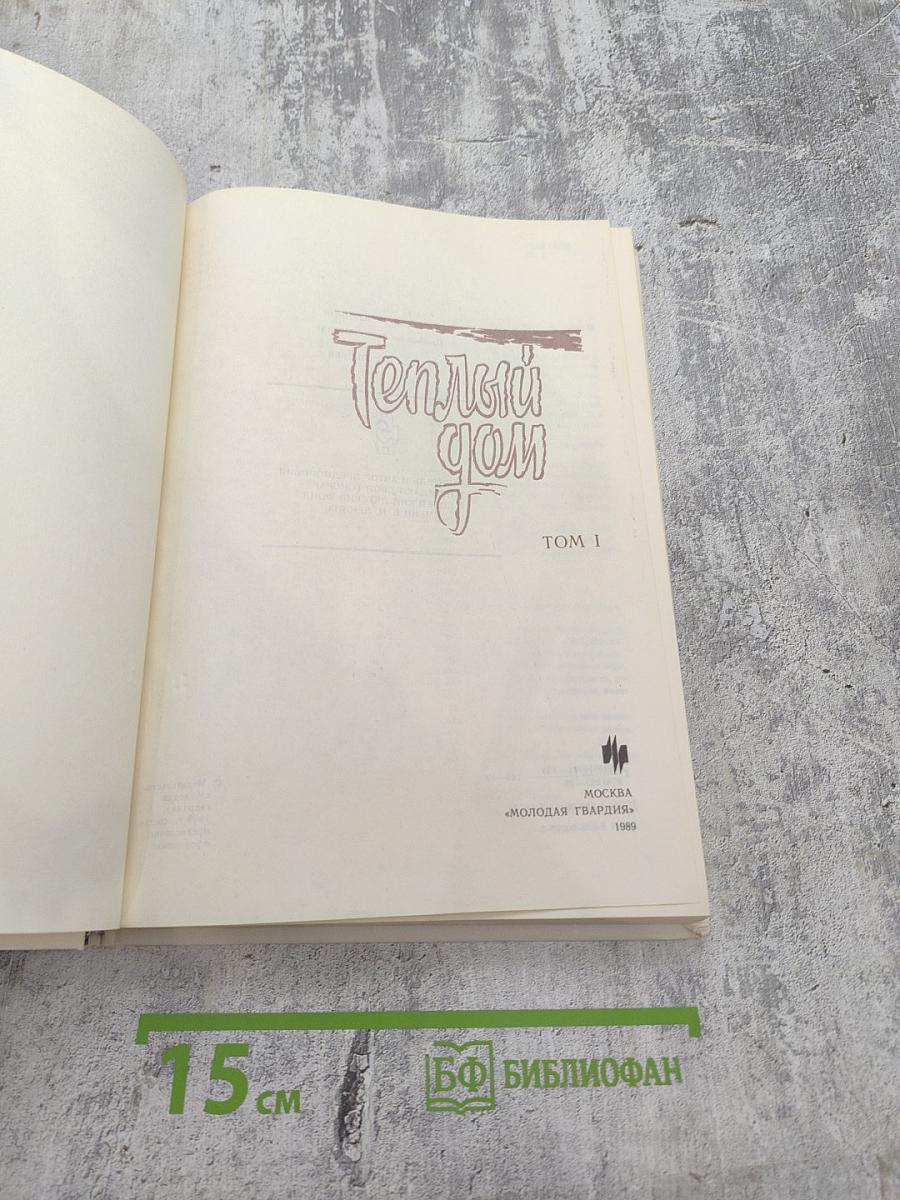 Теплый
дом
ТОМ I
МОСКВА
«МОЛОДАЯ ГВАРДИЯ»
1989
15 см
БФ БИБЛИОФАН